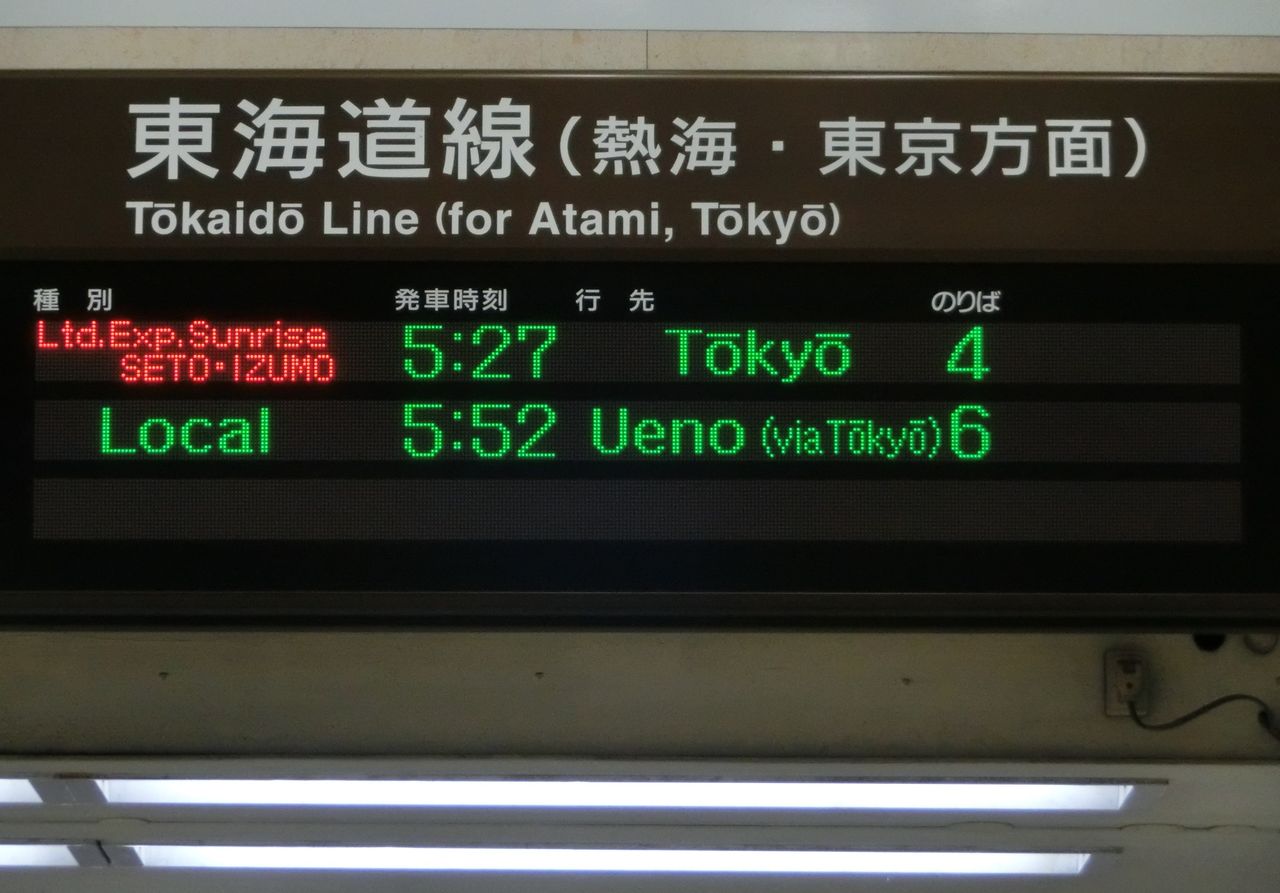 東海道線(熱海・東京方面)
Tōkaidō Line (for Atami, Tōkyō)
種 別 発車時刻 行 先 のりば
Ltd.Exp.Sunrise SETO・IZUMO 5:27 Tōkyō 4
Local 5:52 Ueno (via Tōkyō) 6